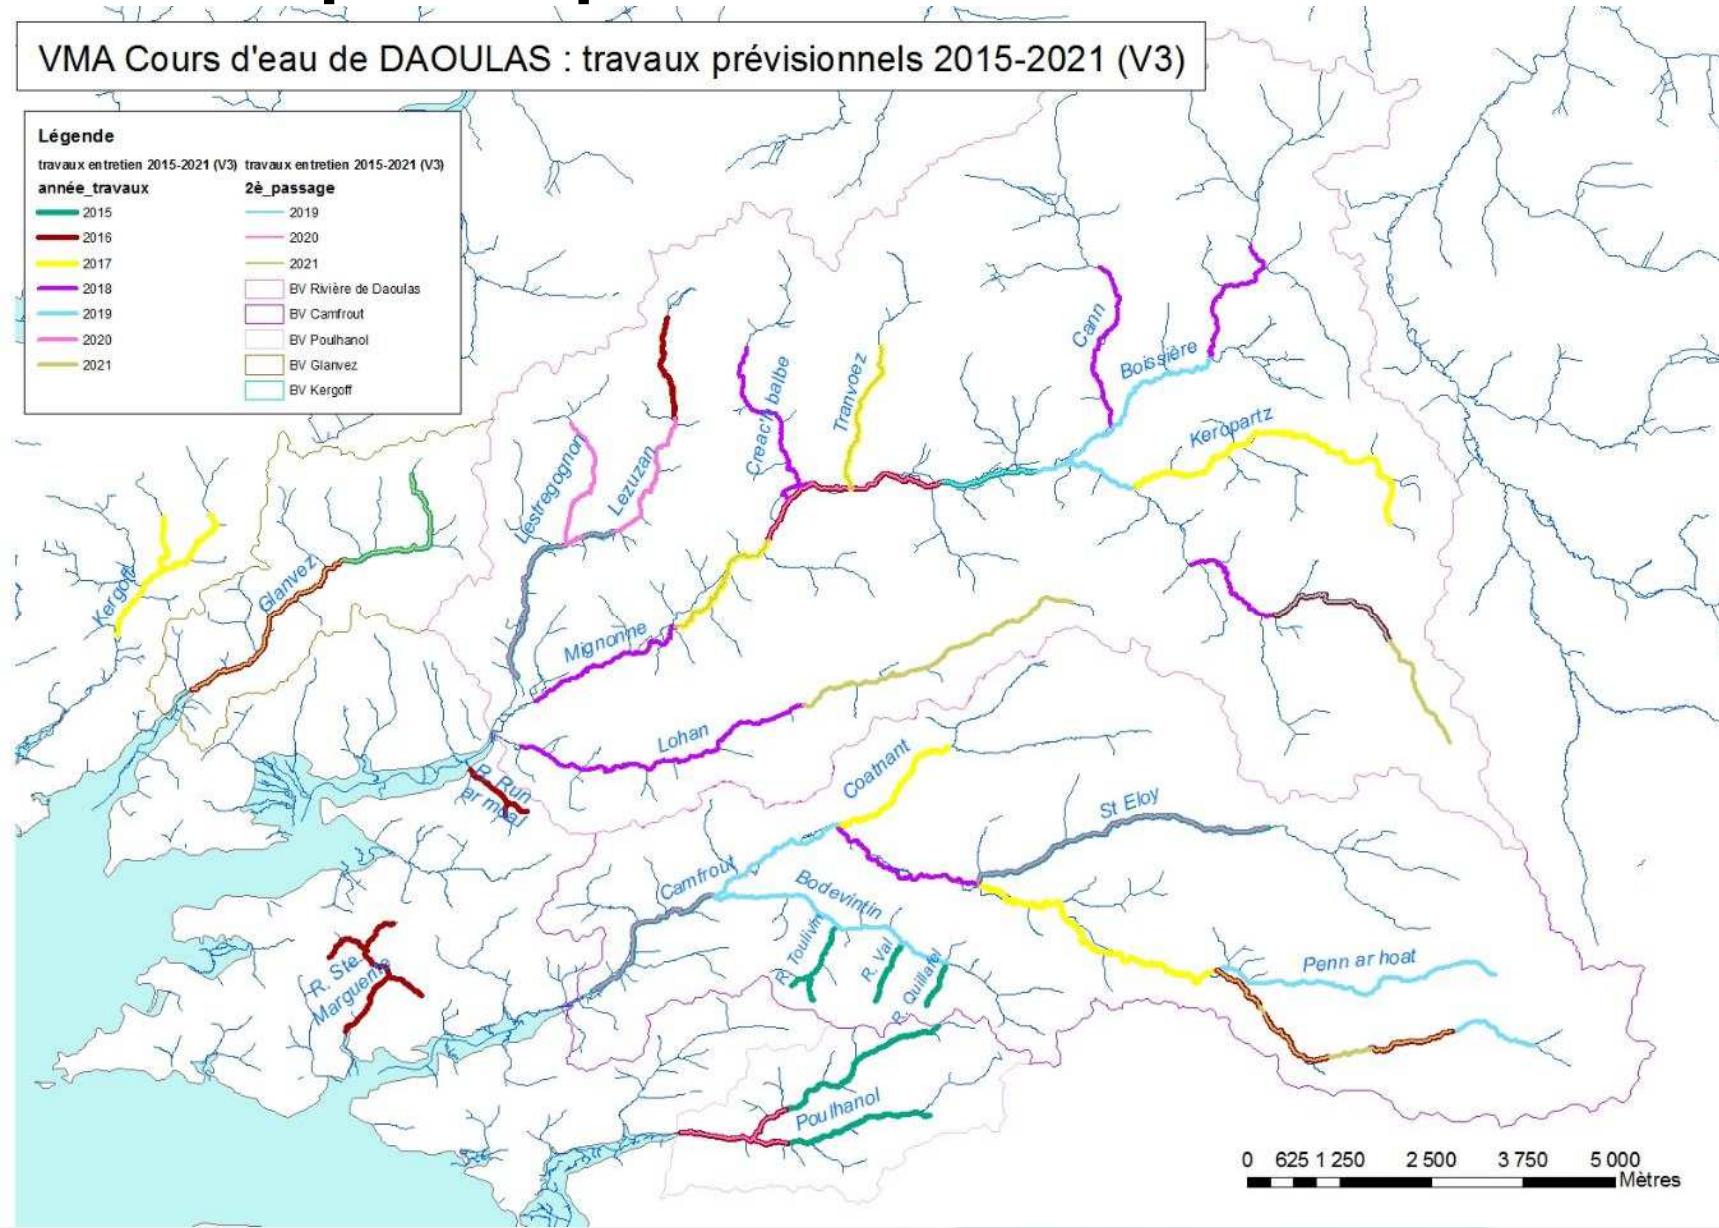 VMA Cours d'eau de DAOULAS : travaux prévisionnels 2015-2021 (V3)
Légende
travaux entretien 2015-2021 (V3) travaux entretien 2015-2021 (V3)
année_travaux 2è_passage
2015 2019
2016 2020
2017 2021
2018 BV Rivière de Daoulas
2019 BV Camfrout
2020 BV Poulhanol
2021 BV Glanvez
BV Kergoff
Cann
Boissière
Creac'h balbe
Tranvoez
Keropartz
Lestregognon
Lezuzan
Kergoff
Glanvez
Mignonne
Lohan
Coatnant
R. Run
ar moal
St Eloy
Camfrout
Bodevintin
R. Toulivin
R. Val
R. Quillarel
R. Ste
Marguerite
Penn ar hoat
Poulhanol
0 625 1 250 2 500 3 750 5 000
Mètres